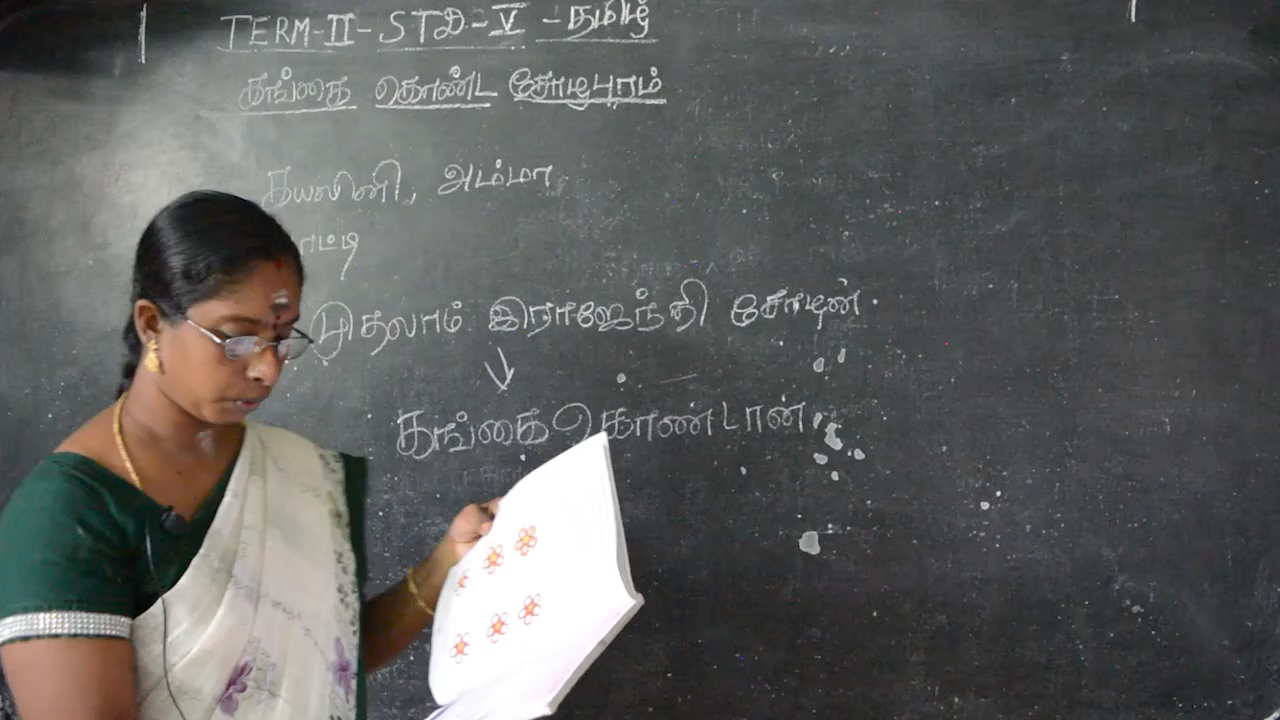 TERM-II-STD-V-தமிழ்
கங்கை கொண்ட சோழபுரம்
கயலினி, அம்மா
முதலாம் இராஜேந்தி சோழன்.
கங்கைகொண்டான்